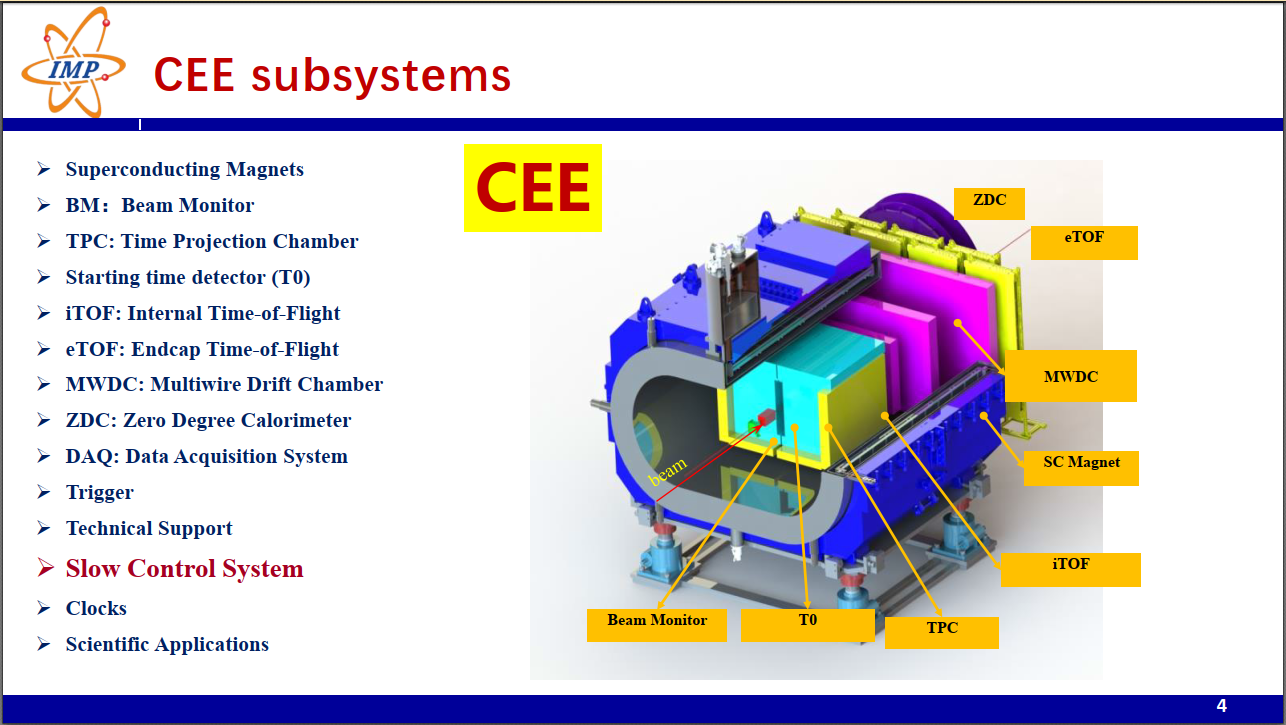 IMP
CEE subsystems
Superconducting Magnets
BM：Beam Monitor
TPC: Time Projection Chamber
Starting time detector (T0)
iTOF: Internal Time-of-Flight
eTOF: Endcap Time-of-Flight
MWDC: Multiwire Drift Chamber
ZDC: Zero Degree Calorimeter
DAQ: Data Acquisition System
Trigger
Technical Support
Slow Control System
Clocks
Scientific Applications
CEE
ZDC
eTOF
MWDC
SC Magnet
iTOF
beam
Beam Monitor
T0
TPC
4